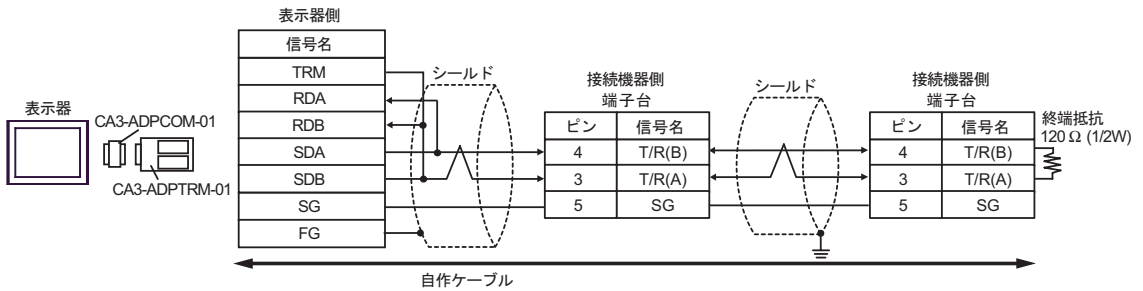 表示器
CA3-ADPCOM-01
CA3-ADPTRM-01
表示器側
信号名
TRM
RDA
RDB
SDA
SDB
SG
FG
シールド
接続機器側
端子台
ピン 信号名
4 T/R(B)
3 T/R(A)
5 SG
シールド
接続機器側
端子台
ピン 信号名
4 T/R(B)
3 T/R(A)
5 SG
終端抵抗
120 Ω (1/2W)
自作ケーブル